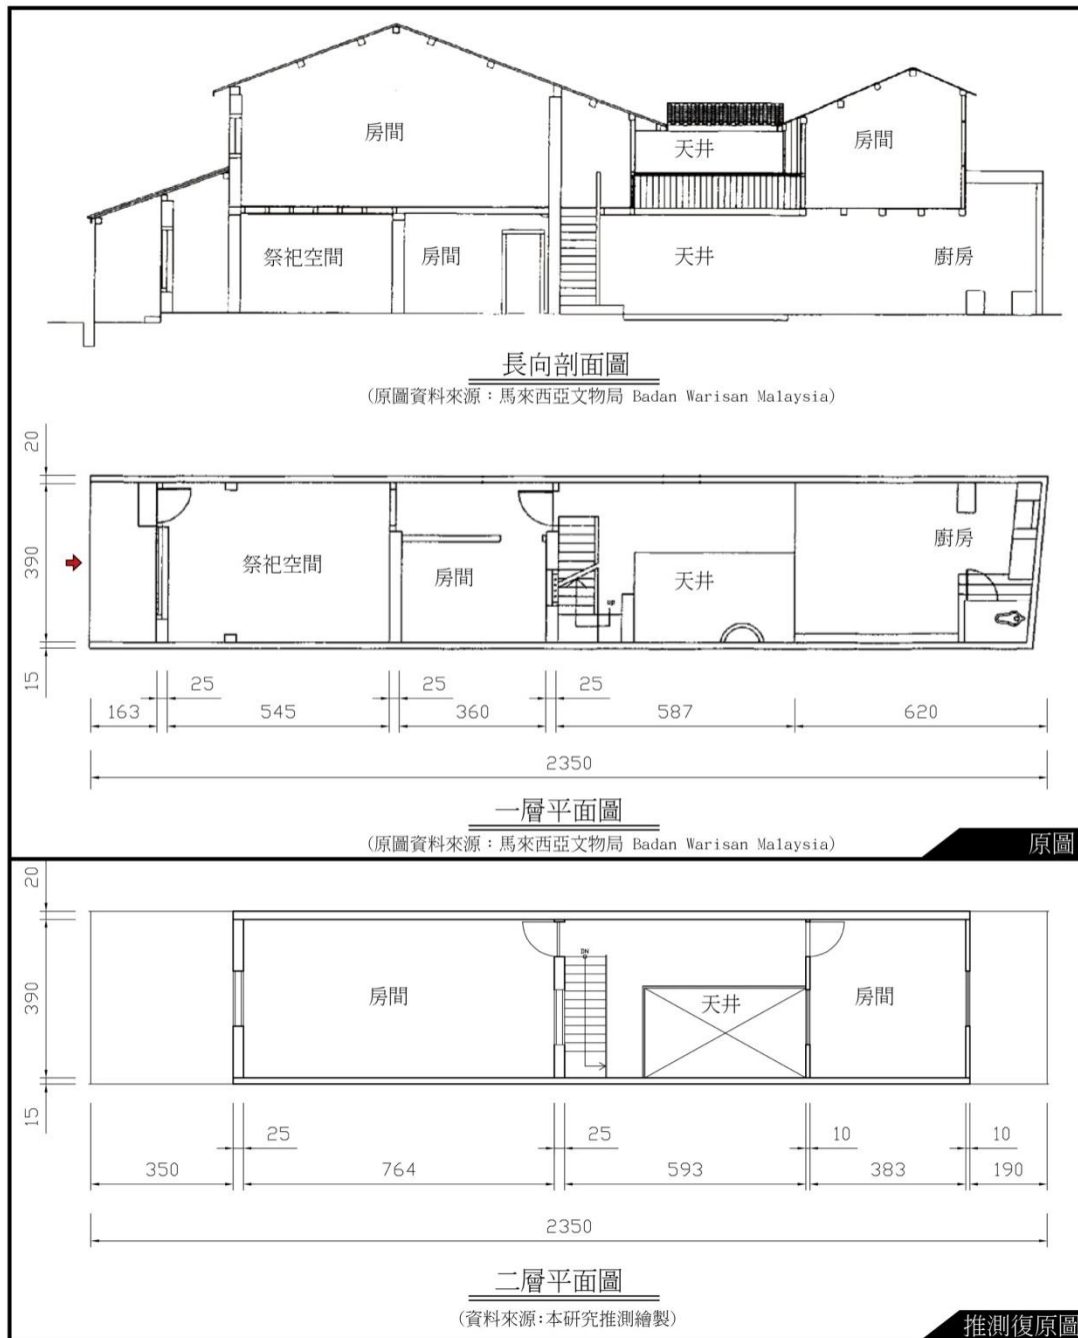 房間
天井
房間
祭祀空間
房間
天井
廚房
長向剖面圖
(原圖資料來源：馬來西亞文物局 Badan Warisan Malaysia)
20
390
15
祭祀空間
房間
天井
廚房
up
25
25
25
163
545
360
587
620
2350
一層平面圖
(原圖資料來源：馬來西亞文物局 Badan Warisan Malaysia)
原圖
20
390
15
DN
房間
天井
房間
25
25
10
10
350
764
593
383
190
2350
二層平面圖
(資料來源:本研究推測繪製)
推測復原圖